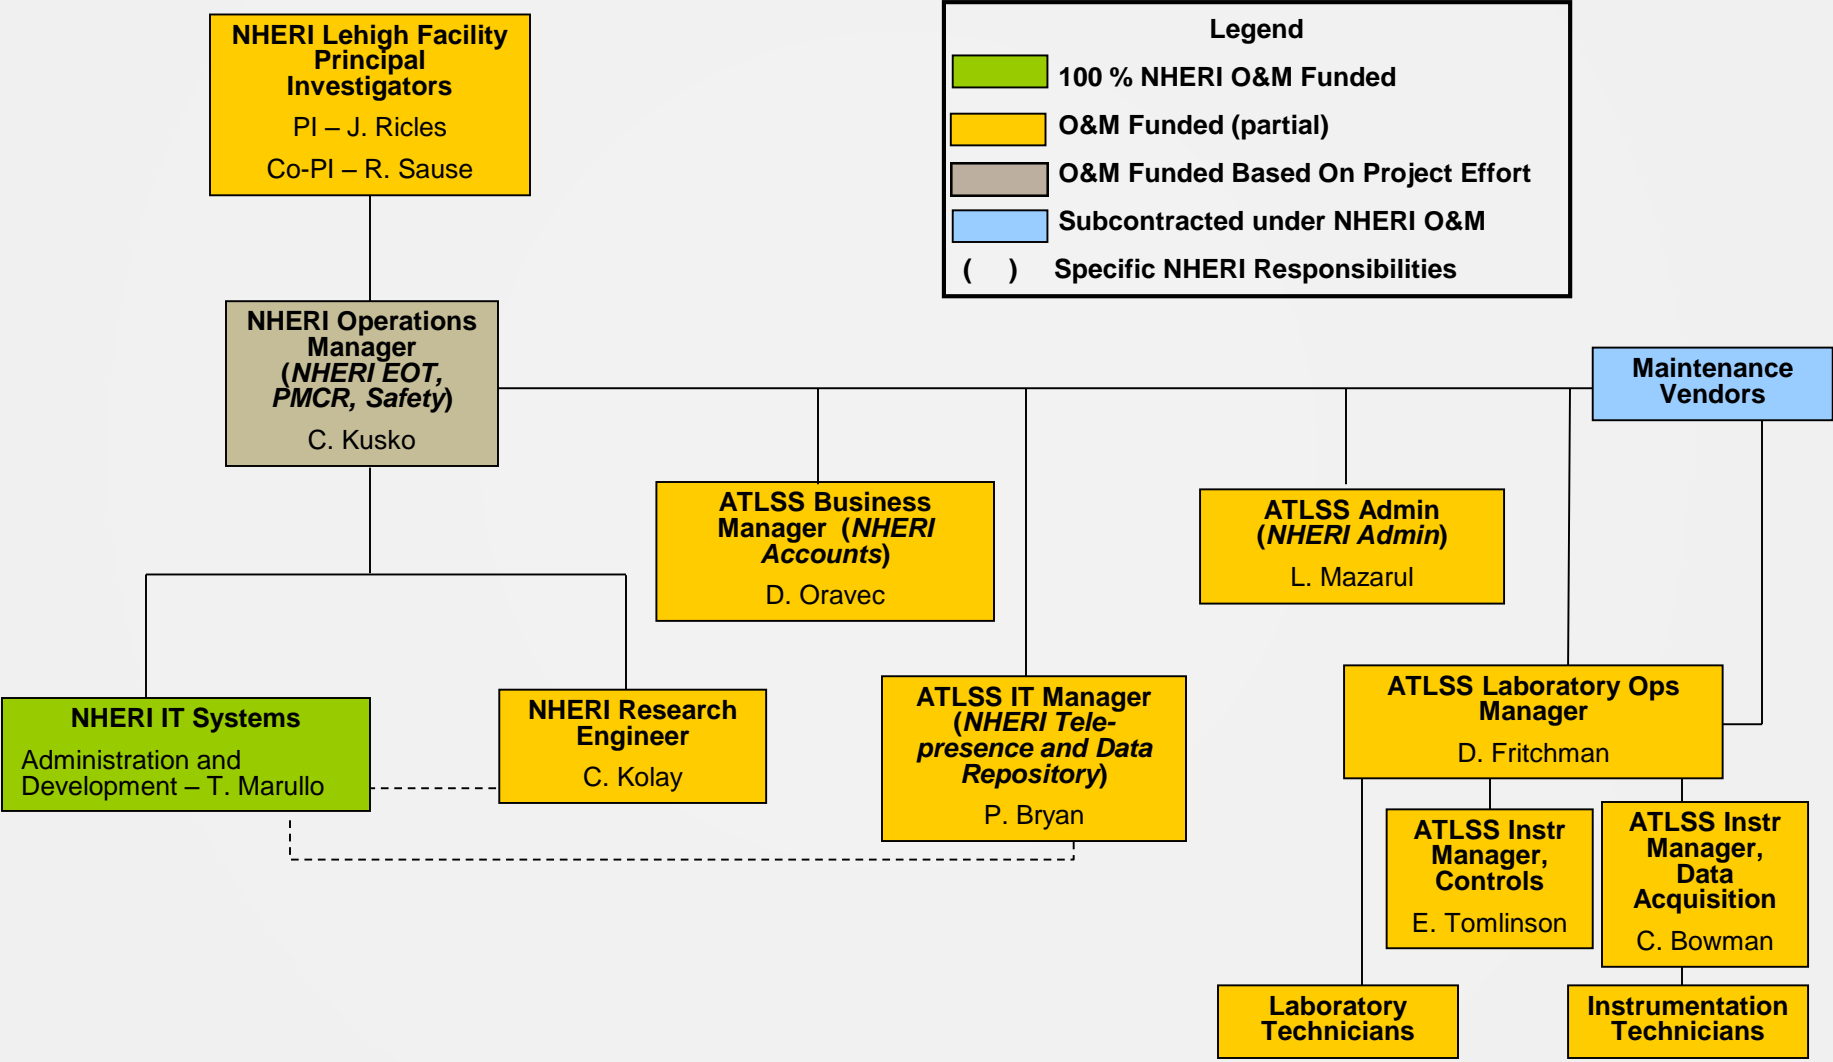 NHERI Lehigh Facility
Principal
Investigators
PI – J. Ricles
Co-PI – R. Sause
Legend
100 % NHERI O&M Funded
O&M Funded (partial)
O&M Funded Based On Project Effort
Subcontracted under NHERI O&M
( ) Specific NHERI Responsibilities
NHERI Operations
Manager
(NHERI EOT,
PMCR, Safety)
C. Kusko
Maintenance
Vendors
ATLSS Business
Manager (NHERI
Accounts)
D. Oravec
ATLSS Admin
(NHERI Admin)
L. Mazarul
NHERI IT Systems
Administration and
Development – T. Marullo
NHERI Research
Engineer
C. Kolay
ATLSS IT Manager
(NHERI Tele-
presence and Data
Repository)
P. Bryan
ATLSS Laboratory Ops
Manager
D. Fritchman
ATLSS Instr
Manager,
Controls
E. Tomlinson
ATLSS Instr
Manager,
Data
Acquisition
C. Bowman
Laboratory
Technicians
Instrumentation
Technicians